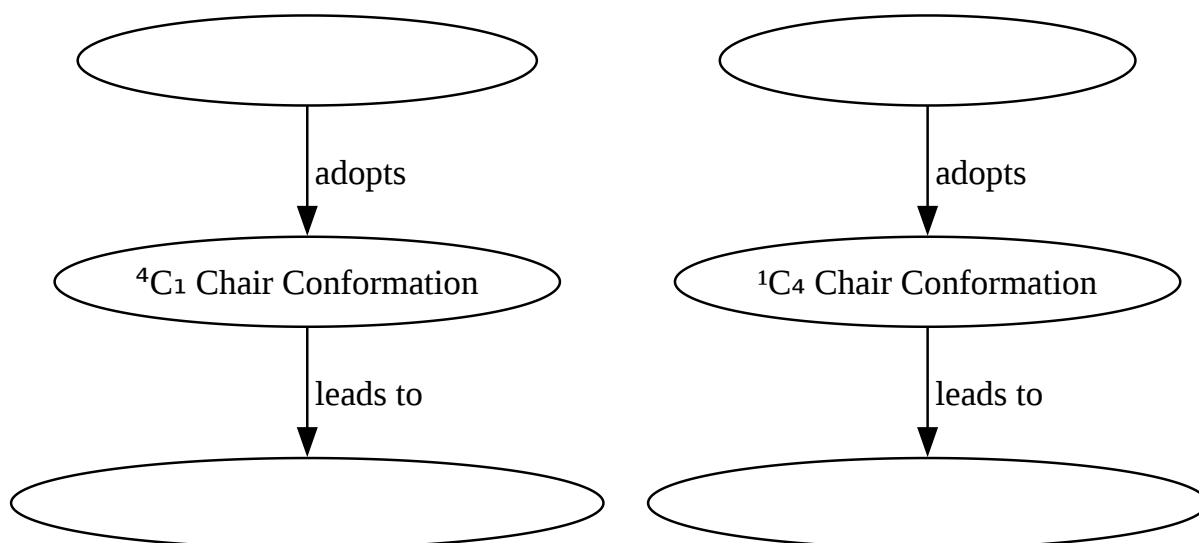 adopts
adopts
⁴C₁ Chair Conformation
¹C₄ Chair Conformation
leads to
leads to